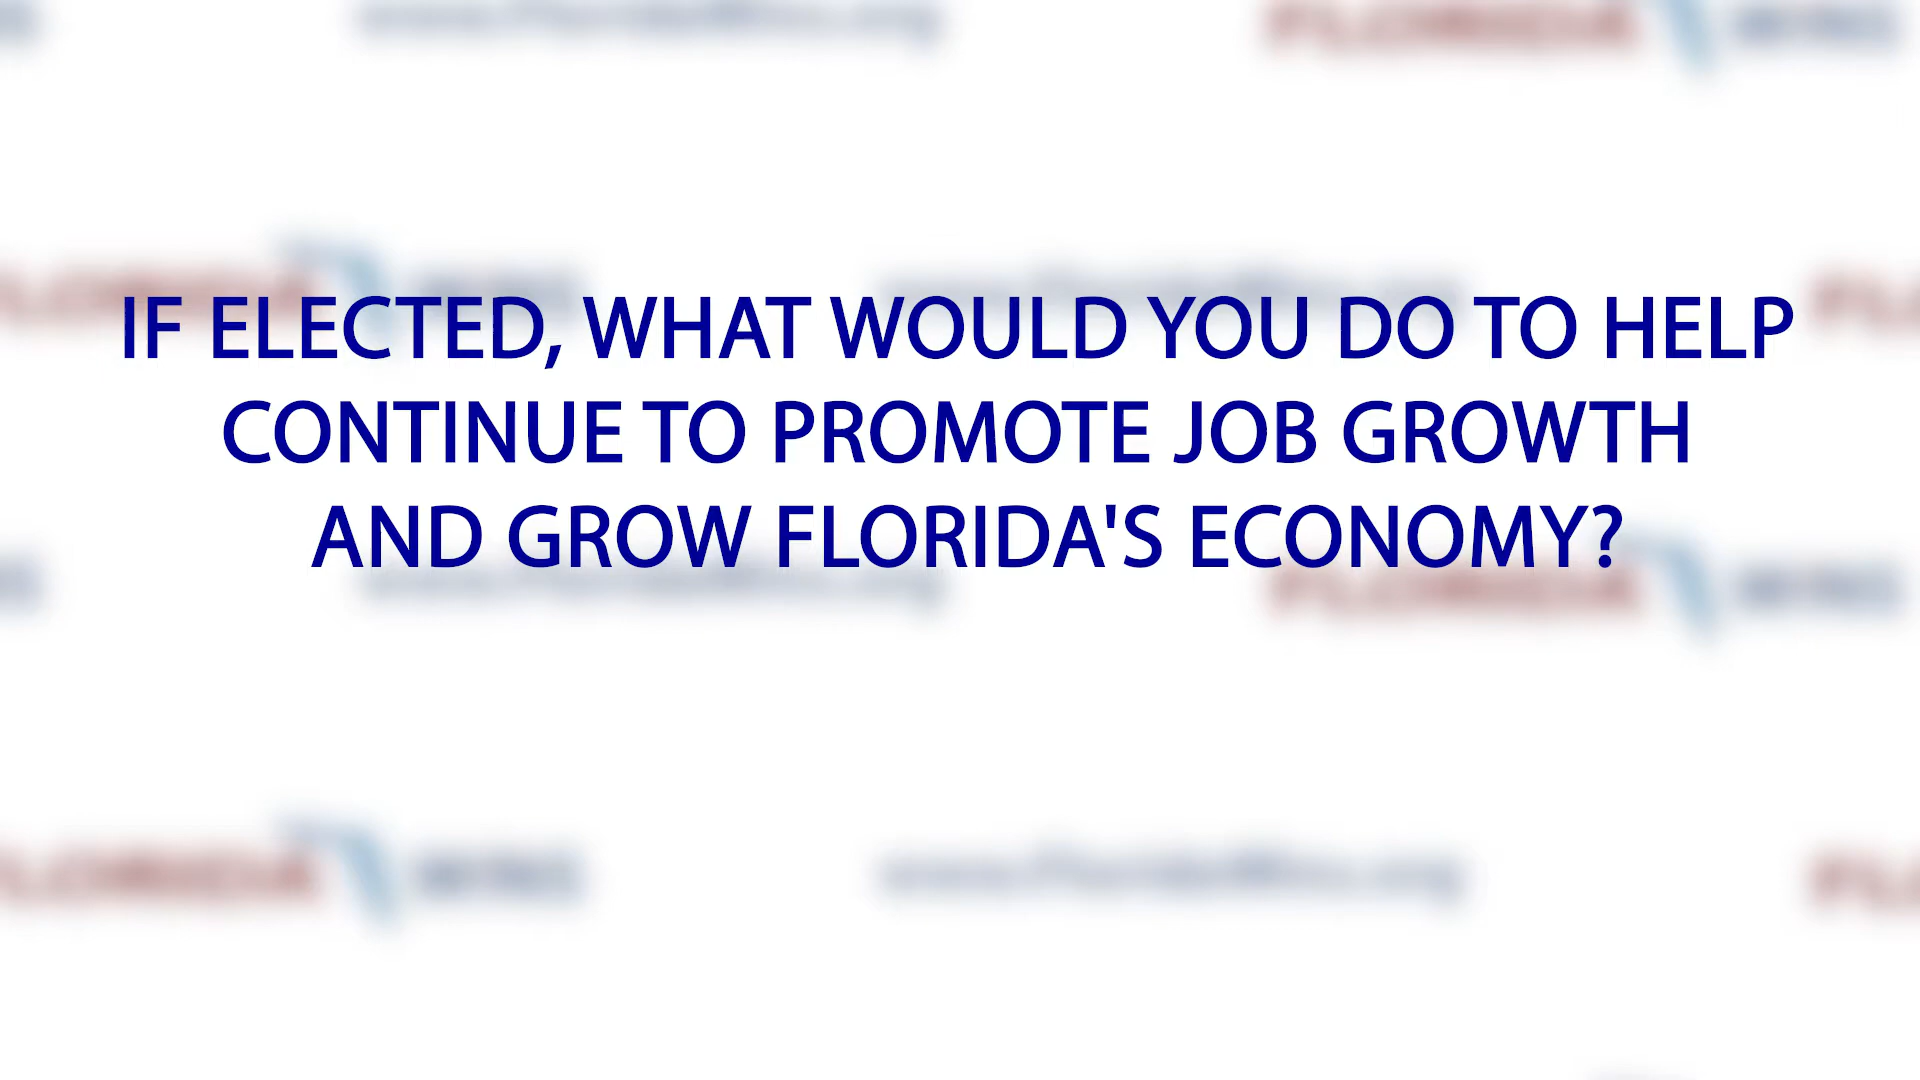 IF ELECTED, WHAT WOULD YOU DO TO HELP
CONTINUE TO PROMOTE JOB GROWTH
AND GROW FLORIDA'S ECONOMY?